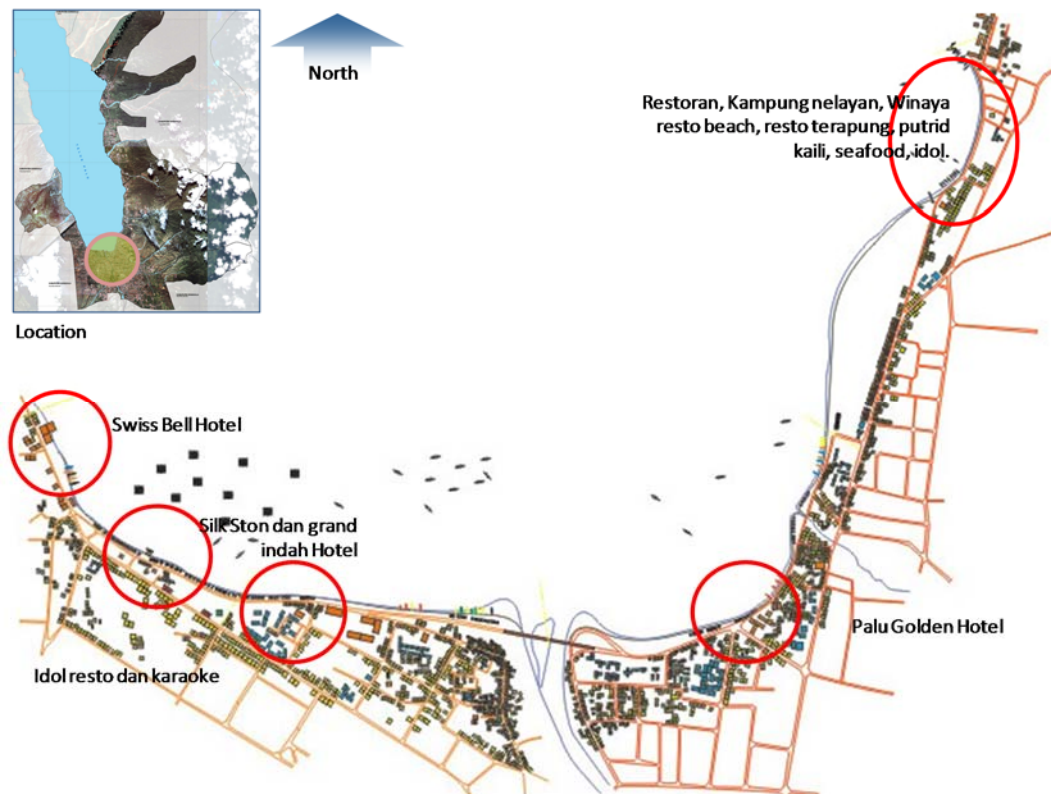 North
Restoran, Kampung nelayan, Winaya
resto beach, resto terapung, putrid
kaili, seafood, idol.
Location
Swiss Bell Hotel
Silk Ston dan grand
indah Hotel
Palu Golden Hotel
Idol resto dan karaoke